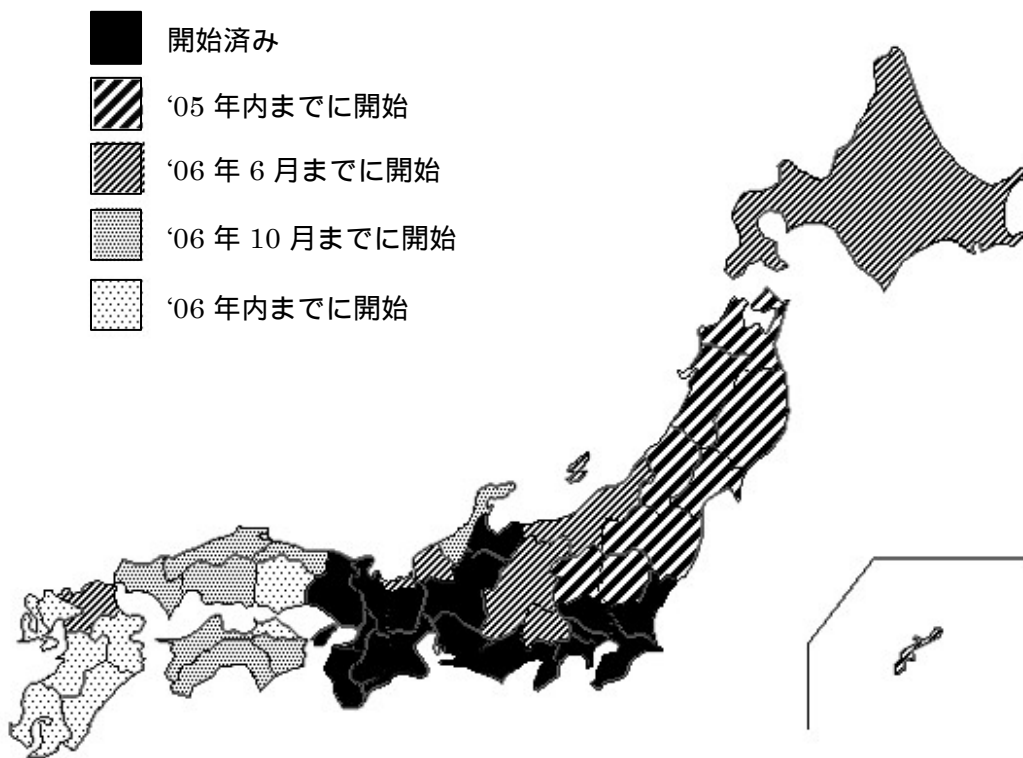 開始済み
‘05 年内までに開始
‘06 年 6 月までに開始
‘06 年 10 月までに開始
‘06 年内までに開始